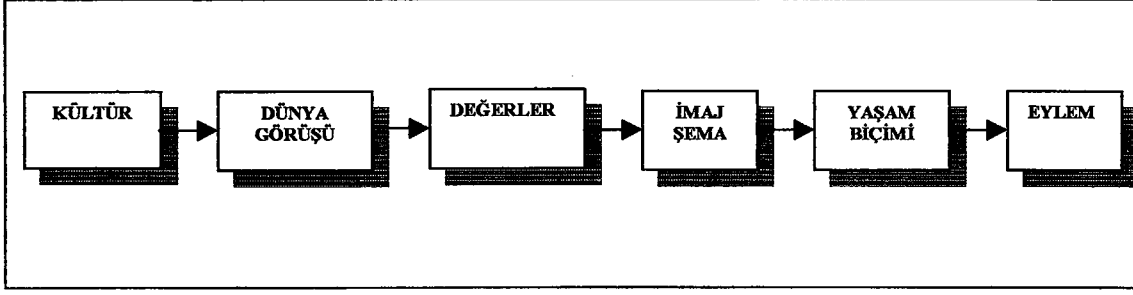 KÜLTÜR
DÜNYA
GÖRÜŞÜ
DEĞERLER
İMAJ
ŞEMA
YAŞAM
BİÇİMİ
EYLEM